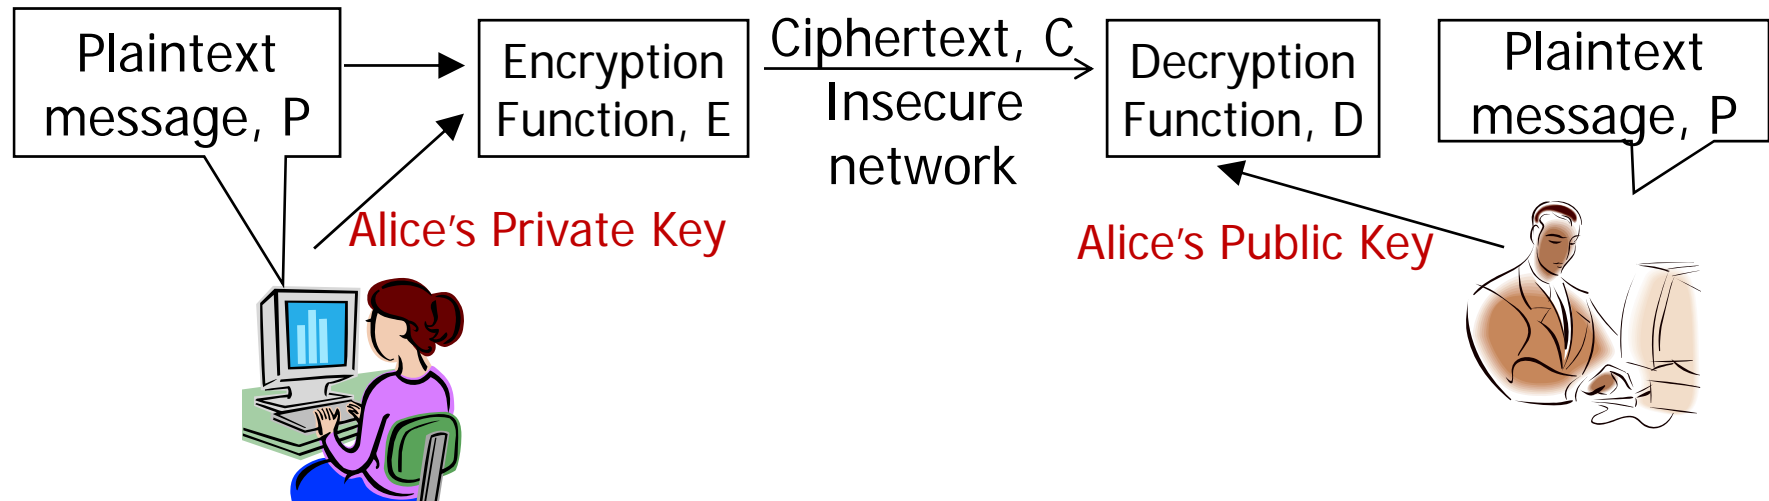 Plaintext
message, P
Encryption
Function, E
Ciphertext, C
Insecure
network
Decryption
Function, D
Plaintext
message, P
Alice's Private Key
Alice's Public Key